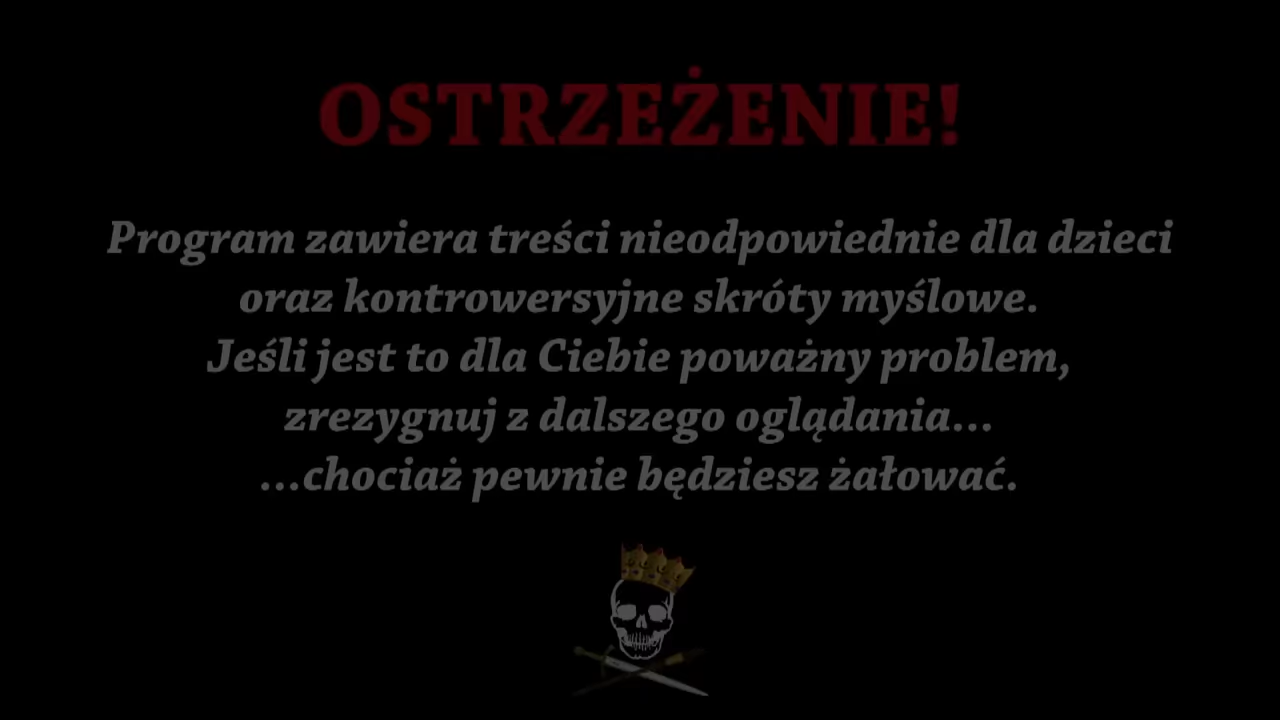 OSTRZEŻENIE!
Program zawiera treści nieodpowiednie dla dzieci
oraz kontrowersyjne skróty myślowe.
Jeśli jest to dla Ciebie poważny problem,
zrezygnuj z dalszego oglądania...
...chociaż pewnie będziesz żałować.